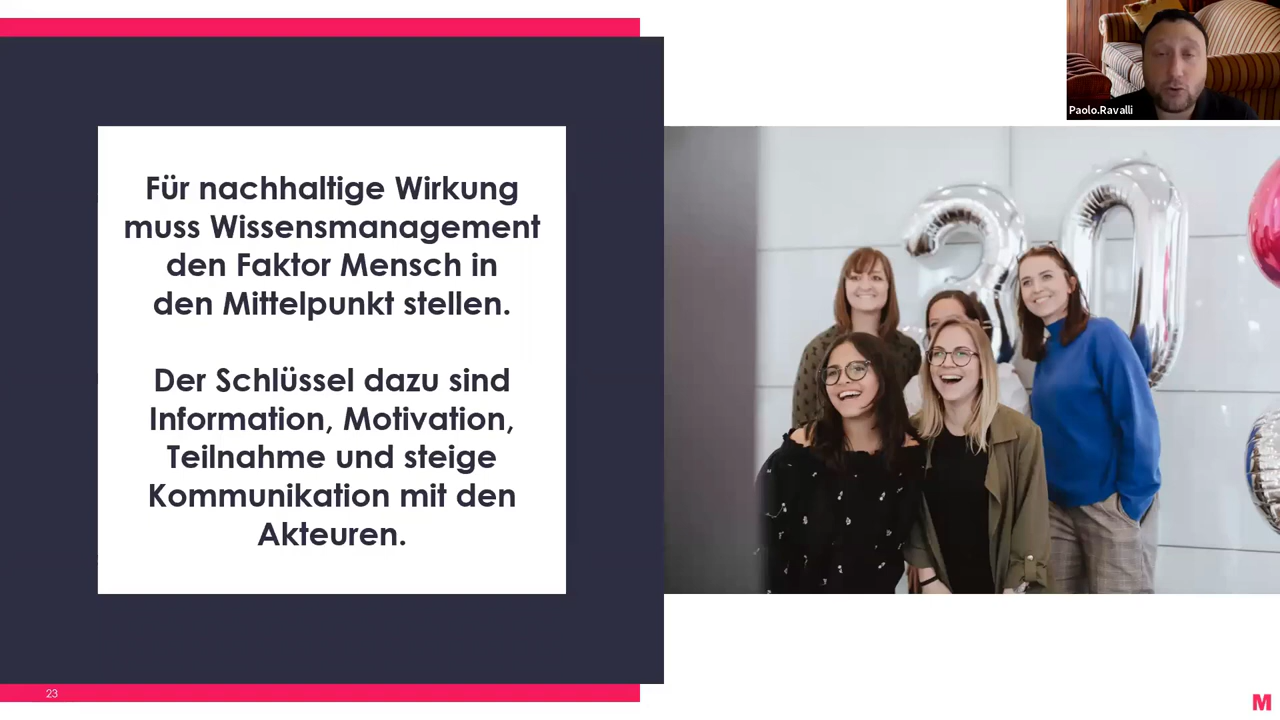 Paolo.Ravalli
Für nachhaltige Wirkung
muss Wissensmanagement
den Faktor Mensch in
den Mittelpunkt stellen.
Der Schlüssel dazu sind
Information, Motivation,
Teilnahme und steige
Kommunikation mit den
Akteuren.
30
23
M